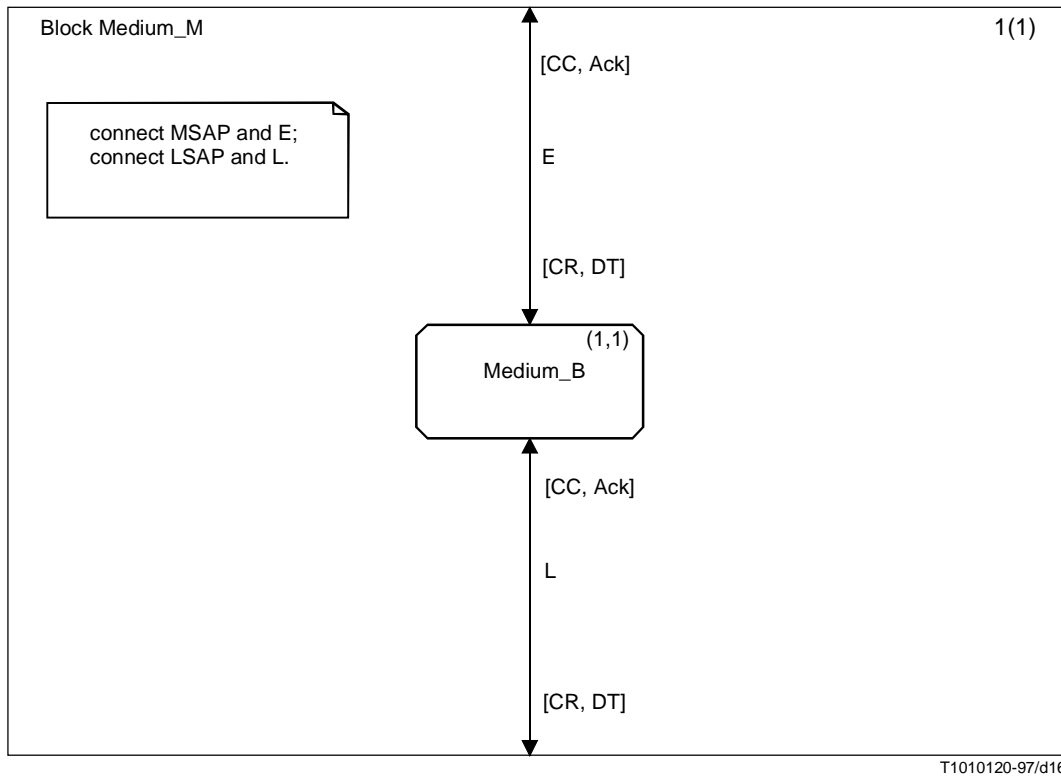 Block Medium_M
1(1)
[CC, Ack]
connect MSAP and E;
connect LSAP and L.
E
[CR, DT]
(1,1)
Medium_B
[CC, Ack]
L
[CR, DT]
T1010120-97/d16